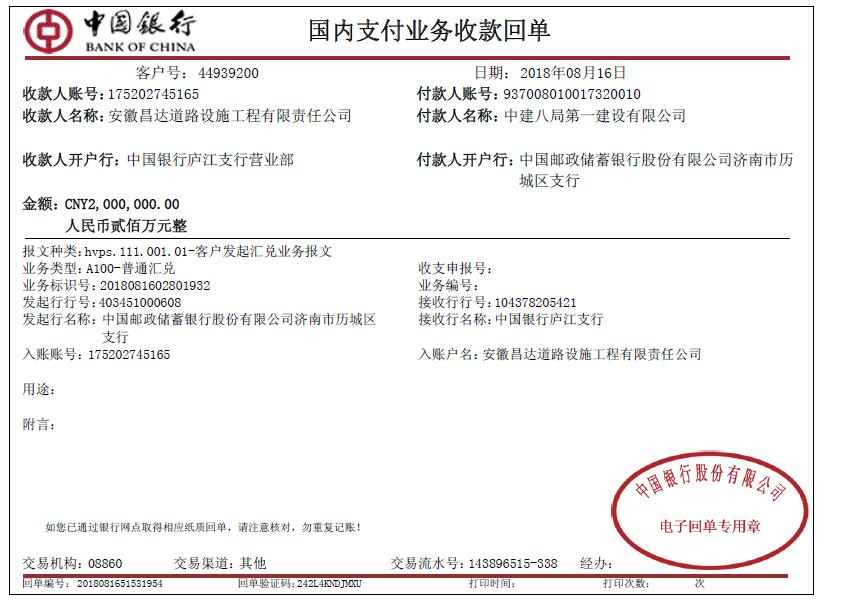 中国银行
BANK OF CHINA
国内支付业务收款回单
客户号： 44939200 日期： 2018年08月16日
收款人账号：175202745165 付款人账号：937008010017320010
收款人名称：安徽昌达道路设施工程有限责任公司 付款人名称：中建八局第一建设有限公司
收款人开户行：中国银行庐江支行营业部 付款人开户行：中国邮政储蓄银行股份有限公司济南市历
城区支行
金额：CNY2,000,000.00
人民币贰佰万元整
报文种类：hvps.111.001.01-客户发起汇兑业务报文
业务类型：A100-普通汇兑 收支申报号：
业务标识号：2018081602801932 业务编号：
发起行行号：403451000608 接收行行号：104378205421
发起行名称：中国邮政储蓄银行股份有限公司济南市历城区 接收行名称：中国银行庐江支行
支行
入账账号：175202745165 入账户名：安徽昌达道路设施工程有限责任公司
用途：
附言：
中国银行股份有限公司
电子回单专用章
如您已通过银行网点取得相应纸质回单，请注意核对，勿重复记账！
交易机构：08860 交易渠道：其他 交易流水号：143896515-338 经办：
回单编号：2018081651531954 回单验证码：242L4KNDJMXU 打印时间： 打印次数： 次